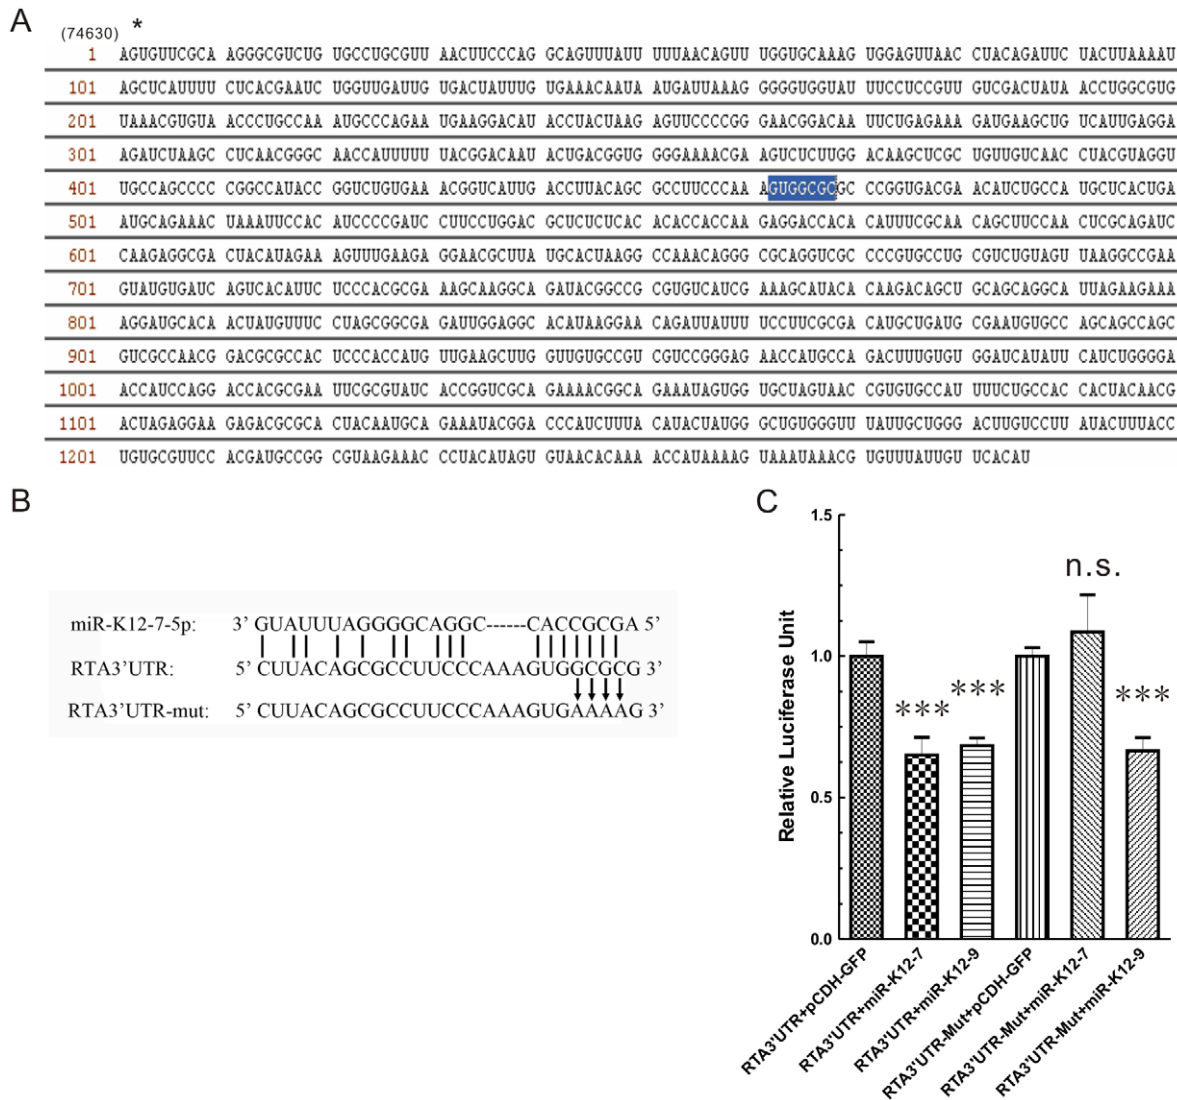 A
(74630) *
1 AGUGUUCGCA AGGGCGUCUG UGCCUGCGUU AACUUCCCAG GCAGUUUAUU UUUAACAGUUU UGGUGCAAAG UGGAGUUAACC CUACAGAUUC UACUUAAAAU
101 AGCUCAUUUU CUCACGAAUC UGGUUGAUUG UGACUAUUUG UGAAACAAUA AUGAUUAAAG GGGGUGGUAU UUCCUCCGUU GUCGACUAUA ACCUGGCGUG
201 UAAACGUGUA ACCCUGCCAA AUGCCCAGAA UGAAGGACAU ACCUACUAAG AGUUCCCCGG GAACGGACAA UUCUGAGAAA GAUGAAGCUG UCAUUGAGGA
301 AGAUCUAAGC CUCAACGGGC AACCAUUUUU UACGGACAAU ACUGACGGUG GGGAAAACGA AGUCUCUUGG ACAAGCUCGC UGUUGUCAAC CUACGUAGGU
401 UGCCAGCCCC CGGCCAUACC GGUCUGUGAA ACGGUCAUUG ACCUUACAGC GCCUUCCCAA AGUGGCGCGC CCGGUGACGA ACAUCUGCCA UGCUCACUGA
501 AUGCAGAAAC UAAAUUCCAC AUCCCCGAUC CUUCCUGGAC GCUCUCUCAC ACACCACCAAG GAGGACCACA CAUUUCGCAA CAGCUUCCAA CUCGCAGAUC
601 CAAGAGGCGA CUACAUAGAA AGUUUGAAGA GGAACGCUUA UGCACUAAGG CCAAACAGGG CGCAGGUCGC CCCGUGCCUG CGUCUGUAGU UAAGGCCGAA
701 GUAUGUGAUC AGUCACAUUC UCCCACGCGA AAGCAAGGCA GAUACGGCCG CGUGUCAUCG AAAGCAUACA CAAGACAGCU GCAGCAGGCA UUAGAAGAAA
801 AGGAUGCACA ACUAUGUUUC CUAGCGGCGA GAUUGGAGGC ACAUAAGGAA CAGAUUAUUU UCCUUCGCGA CAUGCUGAUG CGAAUGUGCC AGCAGCCAGC
901 GUCGCCAACG GACGCGCCAC UCCCACCAUG UUGAAGCUUG GUUGUGCCGU CGUCCGGGAG AACCAUGCCA GACUUUGUGU GGAUCAUAUU CAUCUGGGGA
1001 ACCAUCCAGG ACCACGCGAA UUCGCGUAUC ACCGGUCGCA GAAAACGGCA GAAAUAGUGG UGCUAGUAAC CGUGUGCCAU UUUCUGCCAC CACUACAACG
1101 ACUAGAGGAA GAGACGCGCA CUACAAUGCA GAAAUACGGA CCCAUCUUUA CAUACUAUGG GCUGUGGGUU UAUUGCUGGG ACUUGUCCUU AUACUUUACC
1201 UGUGCGUUCC ACGAUGCCGG CGUAAGAAAC CCUACAUAGU GUAACACAAA ACCAUAAAAG UAAAUAAACG UGUUUAUUGU UCACAU
B
miR-K12-7-5p: 3’ GUAUUUAGGGGCAGGC------CACCGCGA 5’
RTA3’UTR: 5’ CUUACAGCGCCUUCCCAAAGUGGCGCG 3’
RTA3’UTR-mut: 5’ CUUACAGCGCCUUCCCAAAGUGAAAAG 3’
C
Relative Luciferase Unit
1.5
1.0
0.5
0.0
***
***
n.s.
***
RTA3'UTR+pCDH-GFP
RTA3'UTR+miR-K12-7
RTA3'UTR+miR-K12-9
RTA3'UTR-Mut+pCDH-GFP
RTA3'UTR-Mut+miR-K12-7
RTA3'UTR-Mut+miR-K12-9